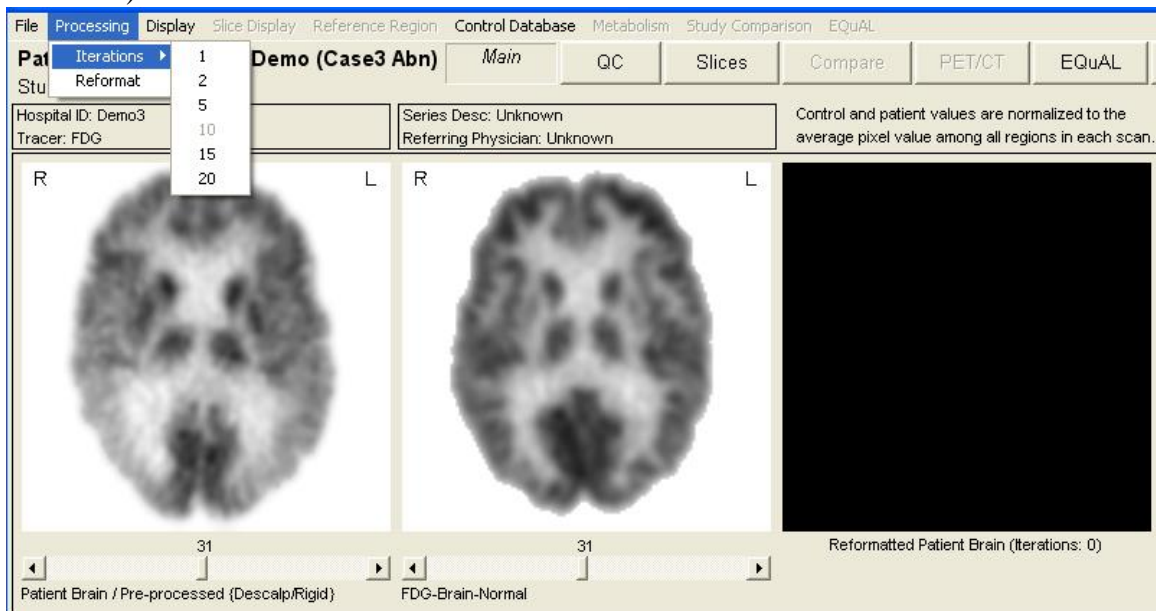 File Processing Display Slice Display Reference Region Control Database Metabolism Study Comparison EQuAL
Iterations
Reformat
1
2
5
10
15
20
Pat Demo (Case3 Abn) Main QC Slices Compare PET/CT EQuAL
Stu
Hospital ID: Demo3
Tracer: FDG
Series Desc: Unknown
Referring Physician: Unknown
Control and patient values are normalized to the
average pixel value among all regions in each scan.
R L
R L
31
31
Patient Brain / Pre-processed {Descalp/Rigid}
FDG-Brain-Normal
Reformatted Patient Brain (Iterations: 0)